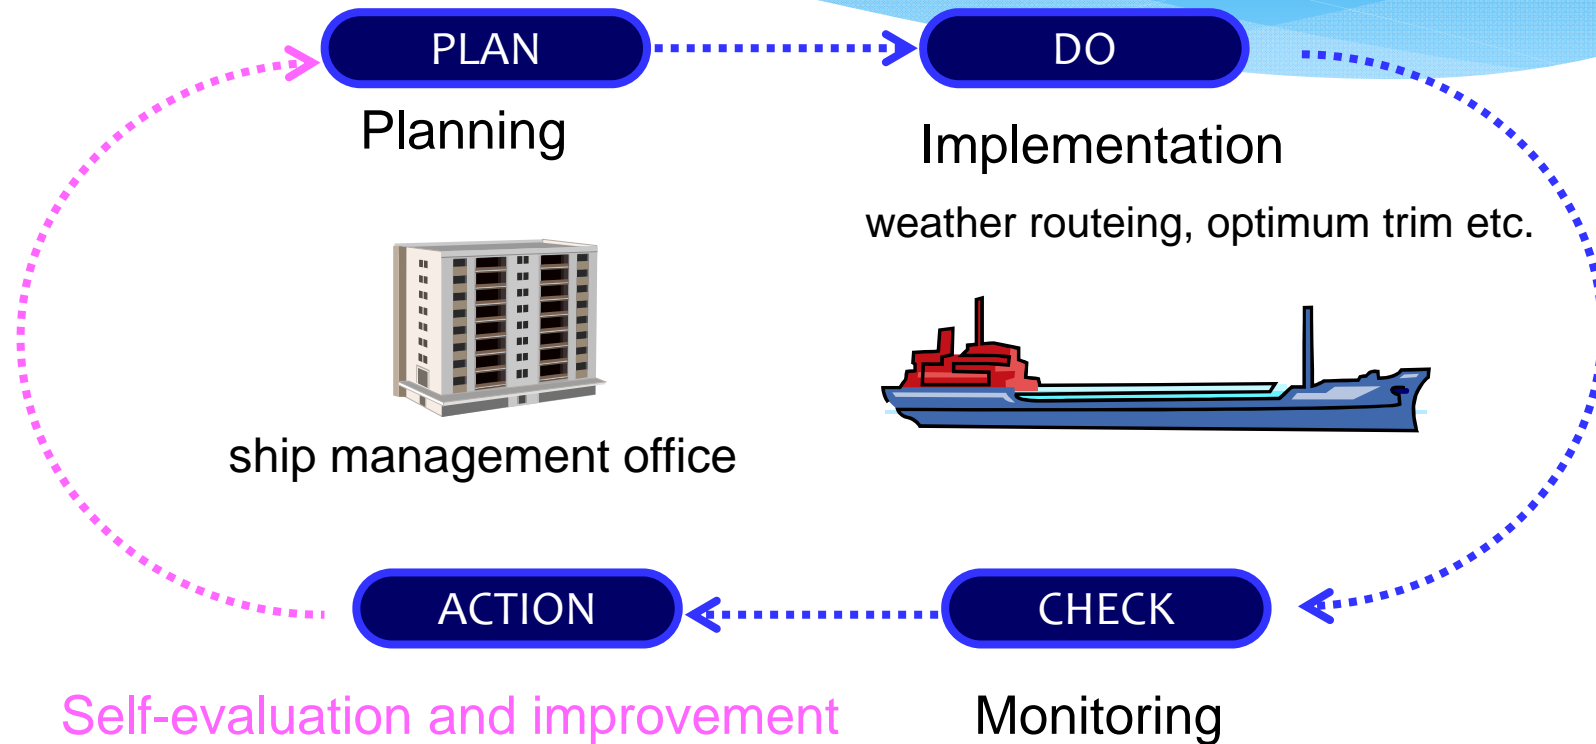 PLAN
DO
Planning
Implementation
weather routeing, optimum trim etc.
ship management office
ACTION
CHECK
Self-evaluation and improvement
Monitoring